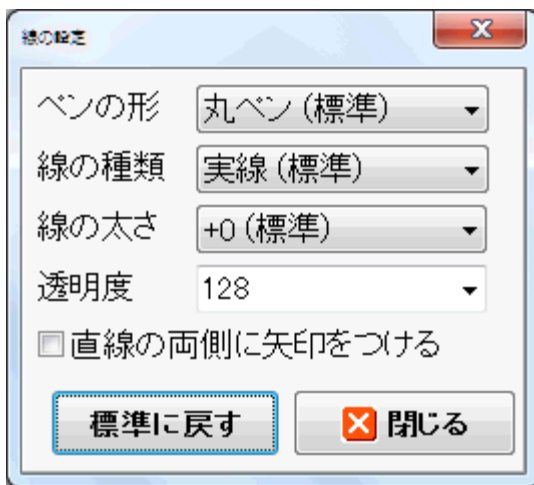 線の設定
ペンの形 丸ペン (標準)
線の種類 実線 (標準)
線の太さ +0 (標準)
透明度 128
直線の両側に矢印をつける
標準に戻す 閉じる